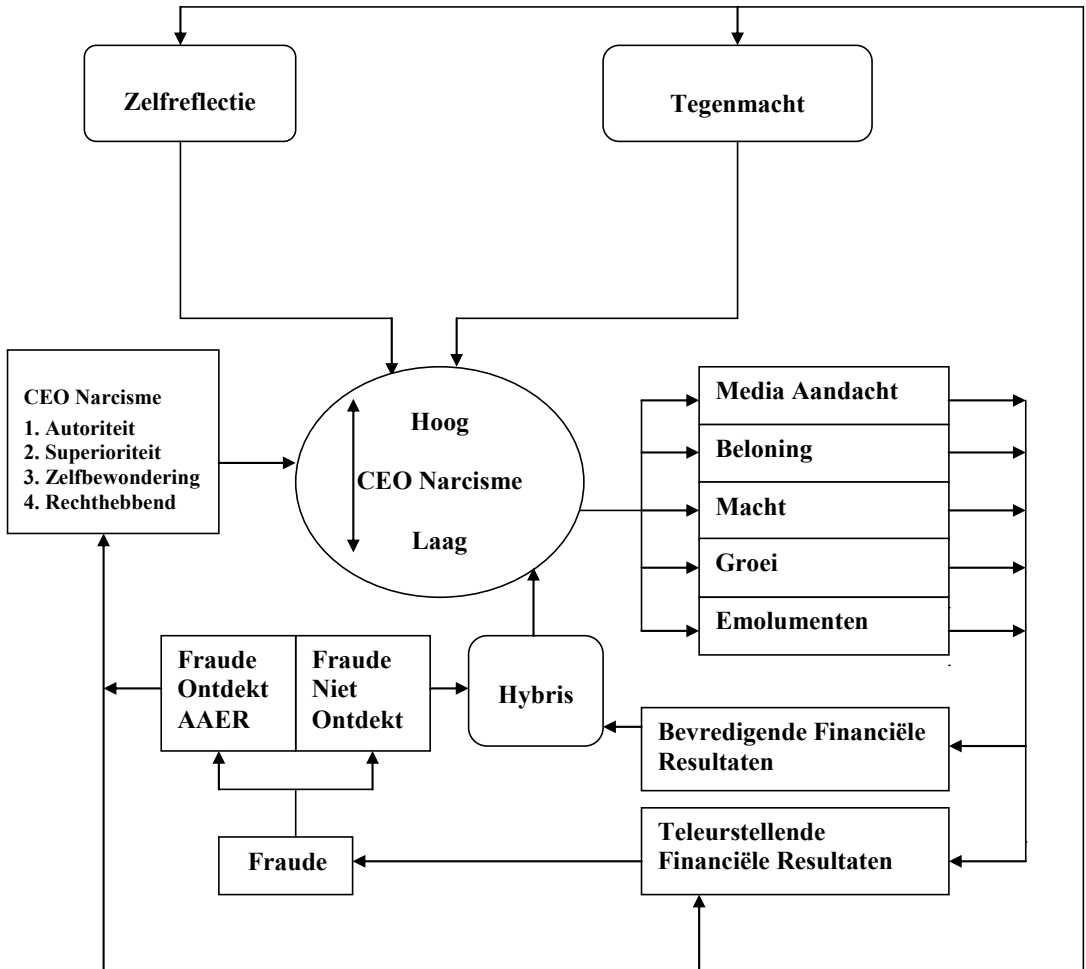 Zelfreflectie
Tegenmacht
CEO Narcisme
1. Autoriteit
2. Superioriteit
3. Zelfbewondering
4. Rechthebbend
Hoog
CEO Narcisme
Laag
Media Aandacht
Beloning
Macht
Groei
Emolumenten
Fraude
Ontdekt
AAER
Fraude
Niet
Ontdekt
Hybris
Bevredigende Financiële
Resultaten
Fraude
Teleurstellende
Financiële Resultaten